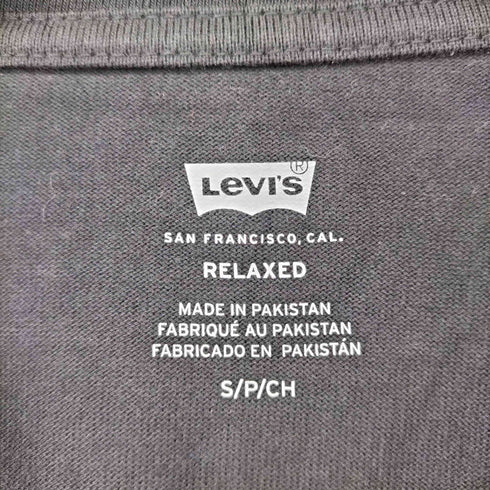 Levi's ®
SAN FRANCISCO, CAL.
RELAXED
MADE IN PAKISTAN
FABRIQUÉ AU PAKISTAN
FABRICADO EN PAKISTÁN
S/P/CH